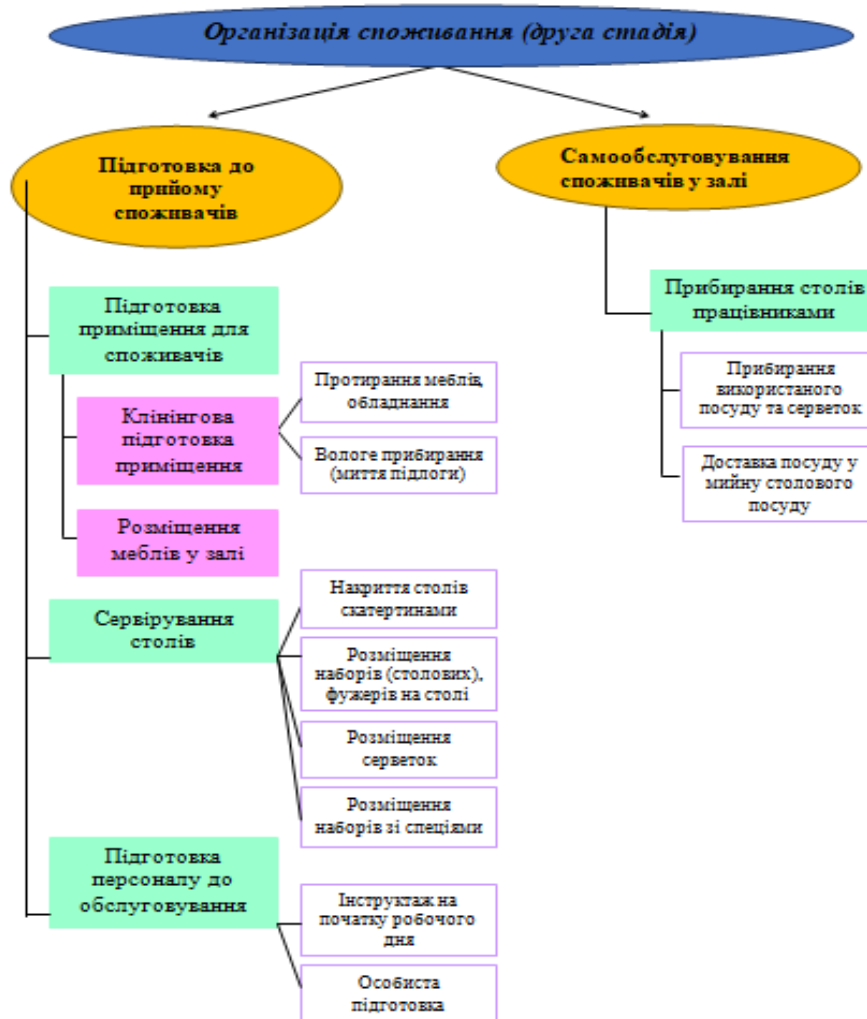 Організація споживання (друга стадія)
Підготовка до
прийому
споживачів
Самообслуговування
споживачів у залі
Підготовка
приміщення для
споживачів
Клінінгова
підготовка
приміщення
Протирання меблів,
обладнання
Вологе прибирання
(миття підлоги)
Розміщення
меблів у залі
Сервірування
столів
Накриття столів
скатертинами
Розміщення
наборів (столових),
фужерів на столі
Розміщення
серветок
Розміщення
наборів зі спеціями
Підготовка
персоналу до
обслуговування
Інструктаж на
початку робочого
дня
Особиста
підготовка
Прибирання столів
працівниками
Прибирання
використаного
посуду та серветок
Доставка посуду у
мийну столового
посуду